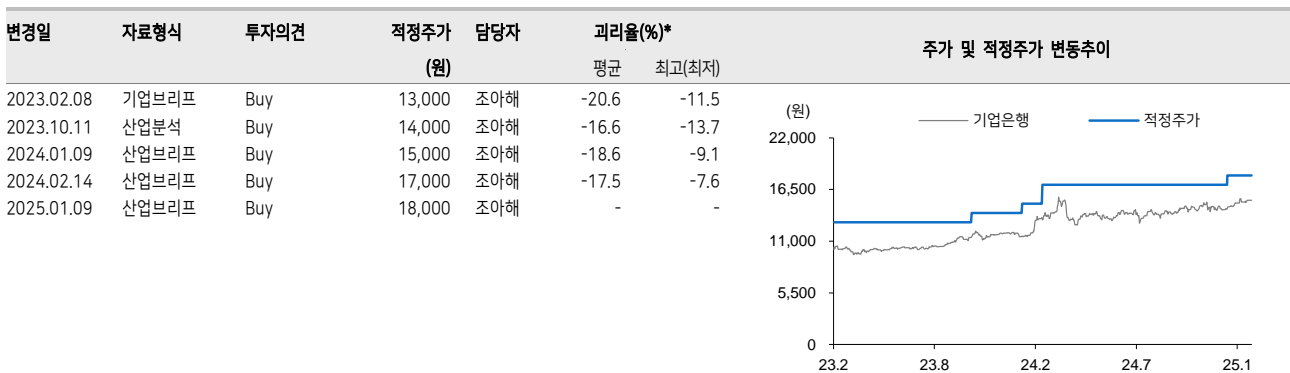 변경일 자료형식 투자의견 적정주가 담당자 괴리율(%)* 주가 및 적정주가 변동추이
(원) 평균 최고(최저)
2023.02.08 기업브리프 Buy 13,000 조아해 -20.6 -11.5
2023.10.11 산업분석 Buy 14,000 조아해 -16.6 -13.7
2024.01.09 산업브리프 Buy 15,000 조아해 -18.6 -9.1
2024.02.14 산업브리프 Buy 17,000 조아해 -17.5 -7.6
2025.01.09 산업브리프 Buy 18,000 조아해 - -
(원)
기업은행 적정주가
22,000
16,500
11,000
5,500
0
23.2 23.8 24.2 24.7 25.1